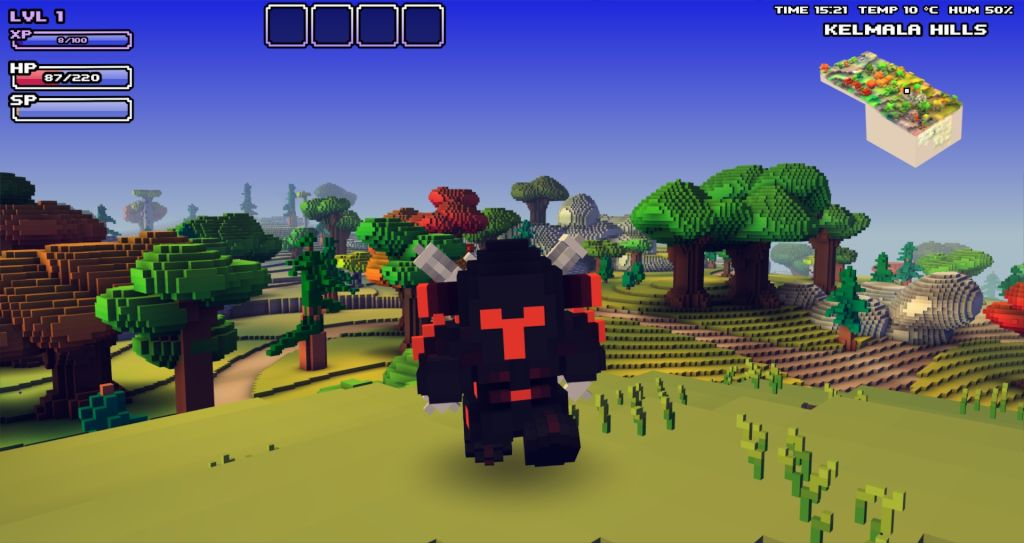 LVL 1
XP 8/100
HP 87/220
SP
TIME 15:21 TEMP 10 °C HUM 50%
KELMALA HILLS